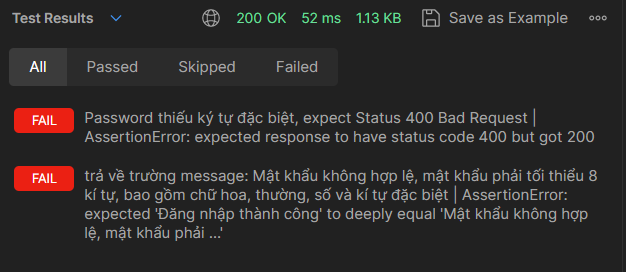 Test Results 200 OK 52 ms 1.13 KB Save as Example
All Passed Skipped Failed
FAIL Password thiếu ký tự đặc biệt, expect Status 400 Bad Request |
AssertionError: expected response to have status code 400 but got 200
FAIL trả về trường message: Mật khẩu không hợp lệ, mật khẩu phải tối thiểu 8
kí tự, bao gồm chữ hoa, thường, số và kí tự đặc biệt | AssertionError:
expected 'Đăng nhập thành công' to deeply equal 'Mật khẩu không hợp
lệ, mật khẩu phải ...'